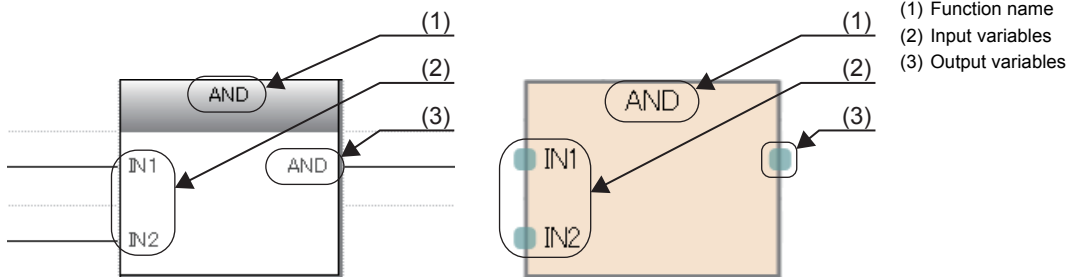 (1)
AND
(2)
(3)
IN1
AND
IN2
(1)
AND
(2)
(3)
IN1
IN2
(1) Function name
(2) Input variables
(3) Output variables